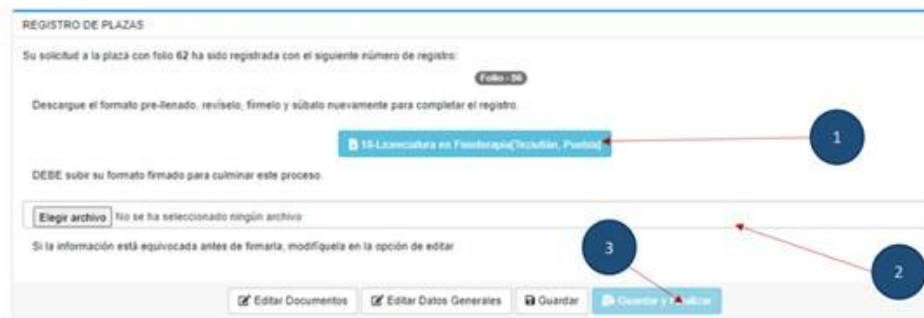 REGISTRO DE PLAZAS
Su solicitud a la plaza con folio 62 ha sido registrada con el siguiente número de registro:
Folio - 56
Descargue el formato pre-llenado, revíselo, fírmelo y súbalo nuevamente para completar el registro.
1
10-Licenciatura en Fisioterapia[Teziutlán, Puebla]
DEBE subir su formato firmado para culminar este proceso.
Elegir archivo No se ha seleccionado ningún archivo
Si la información está equivocada antes de firmarla, modifíquela en la opción de editar
3
2
Editar Documentos Editar Datos Generales Guardar Guardar y Finalizar